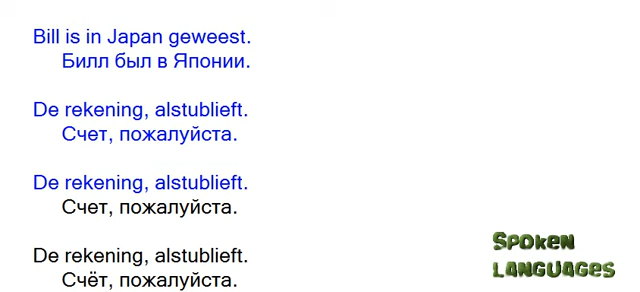 Bill is in Japan geweest.
Билл был в Японии.
De rekening, alstublieft.
Счет, пожалуйста.
De rekening, alstublieft.
Счет, пожалуйста.
De rekening, alstublieft.
Счёт, пожалуйста.
Spoken
Languages